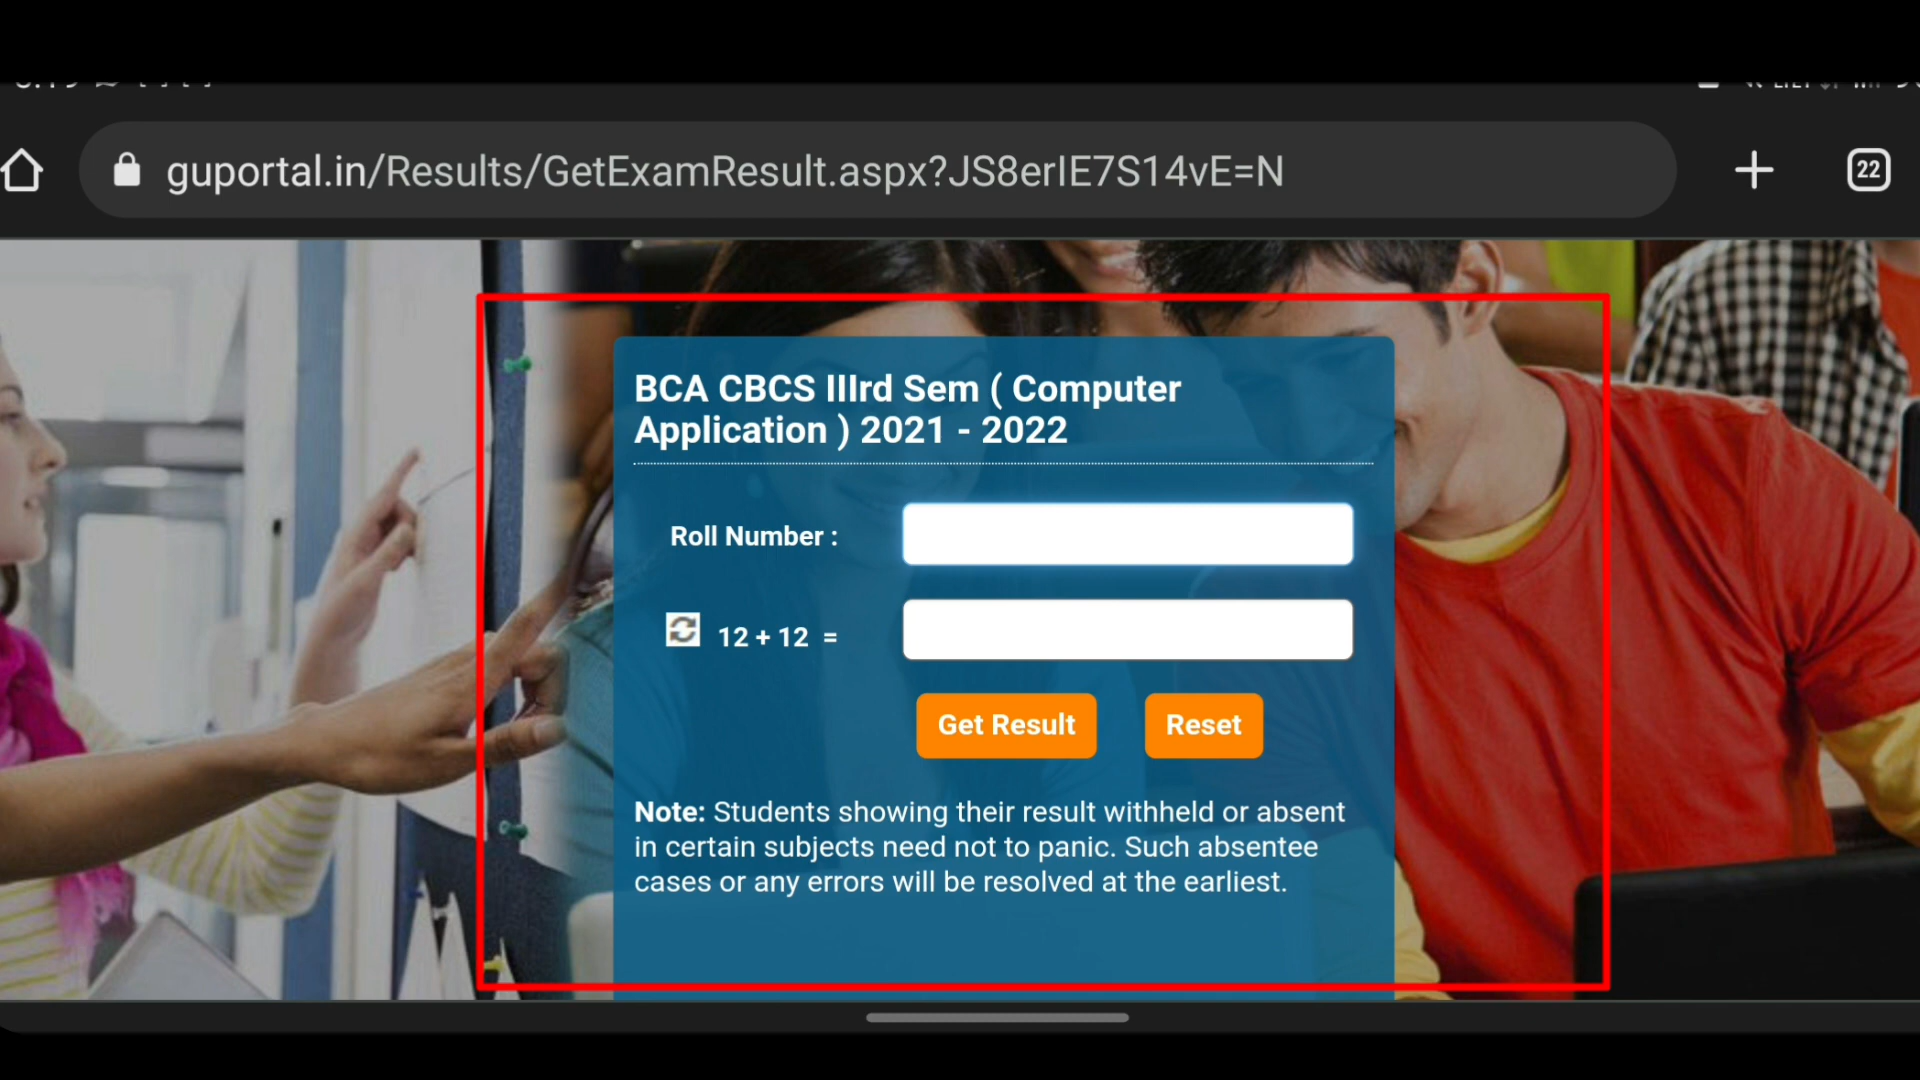 guportal.in/Results/GetExamResult.aspx?JS8erIE7S14vE=N
22
BCA CBCS IIIrd Sem ( Computer
Application ) 2021 - 2022
Roll Number :
12 + 12 =
Get Result
Reset
Note: Students showing their result withheld or absent
in certain subjects need not to panic. Such absentee
cases or any errors will be resolved at the earliest.